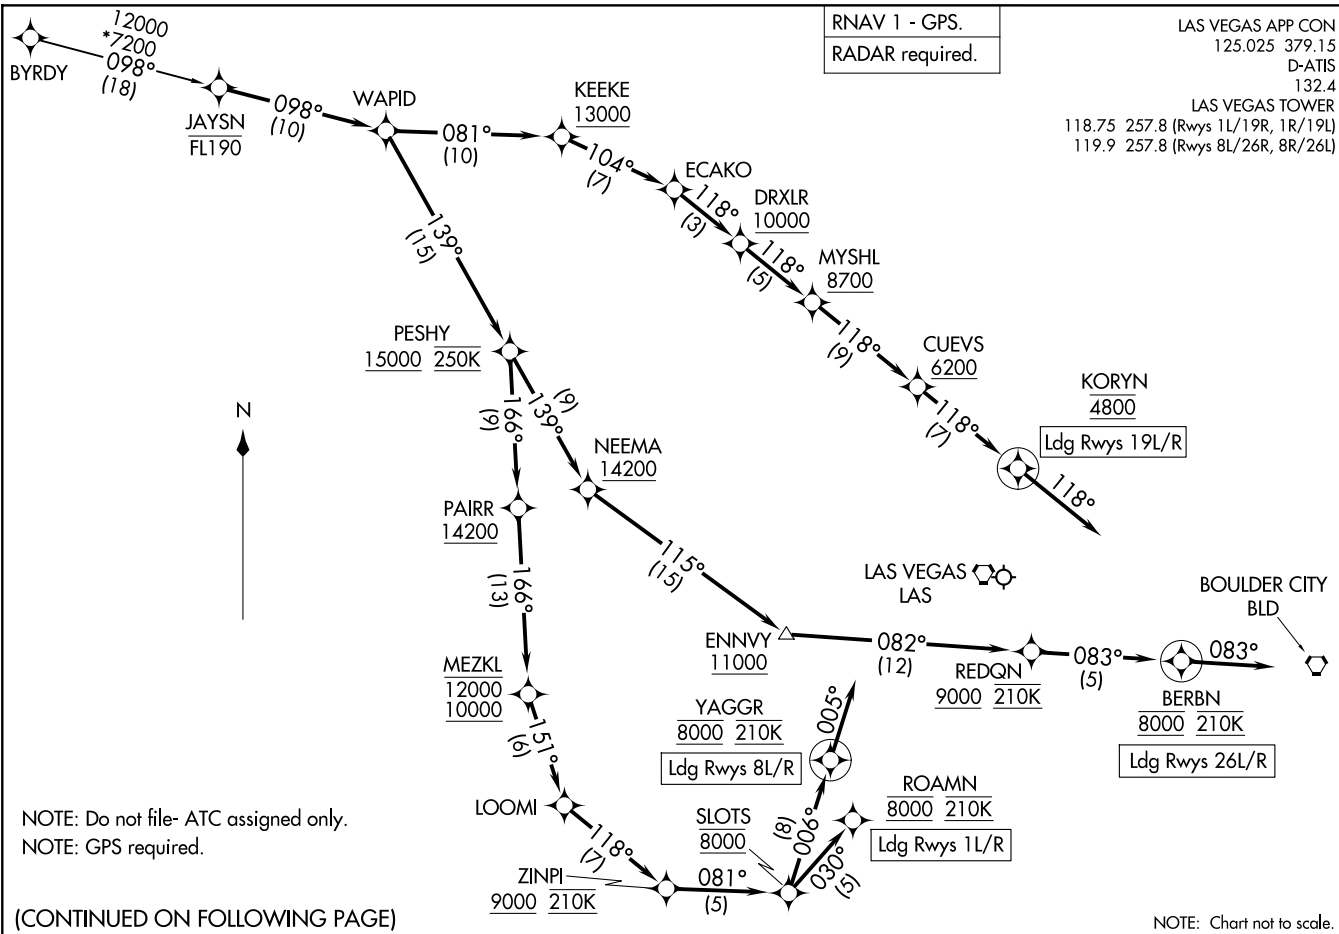 RNAV 1 - GPS.
RADAR required.
LAS VEGAS APP CON
125.025 379.15
D-ATIS
132.4
LAS VEGAS TOWER
118.75 257.8 (Rwys 1L/19R, 1R/19L)
119.9 257.8 (Rwys 8L/26R, 8R/26L)
BYRDY
12000
*7200
098°
(18)
JAYSN
FL190
098°
(10)
WAPID
081°
(10)
KEEKE
13000
104°
(7)
ECAKO
118°
(3)
DRXLR
10000
118°
(5)
MYSHL
8700
118°
(9)
CUEVS
6200
118°
(7)
KORYN
4800
Ldg Rwys 19L/R
118°
139°
(15)
PESHY
15000 250K
166°
(9)
139°
(9)
NEEMA
14200
N
PAIRR
14200
166°
(13)
115°
(15)
LAS VEGAS
LAS
BOULDER CITY
BLD
ENNVY
11000
082°
(12)
REDQN
9000 210K
083°
(5)
083°
BERBN
8000 210K
Ldg Rwys 26L/R
MEZKL
12000
10000
151°
(6)
YAGGR
8000 210K
Ldg Rwys 8L/R
005°
LOOMI
118°
(7)
SLOTS
8000
006°
(8)
ROAMN
8000 210K
Ldg Rwys 1L/R
030°
(5)
ZINPI
9000 210K
081°
(5)
NOTE: Do not file- ATC assigned only.
NOTE: GPS required.
(CONTINUED ON FOLLOWING PAGE)
NOTE: Chart not to scale.